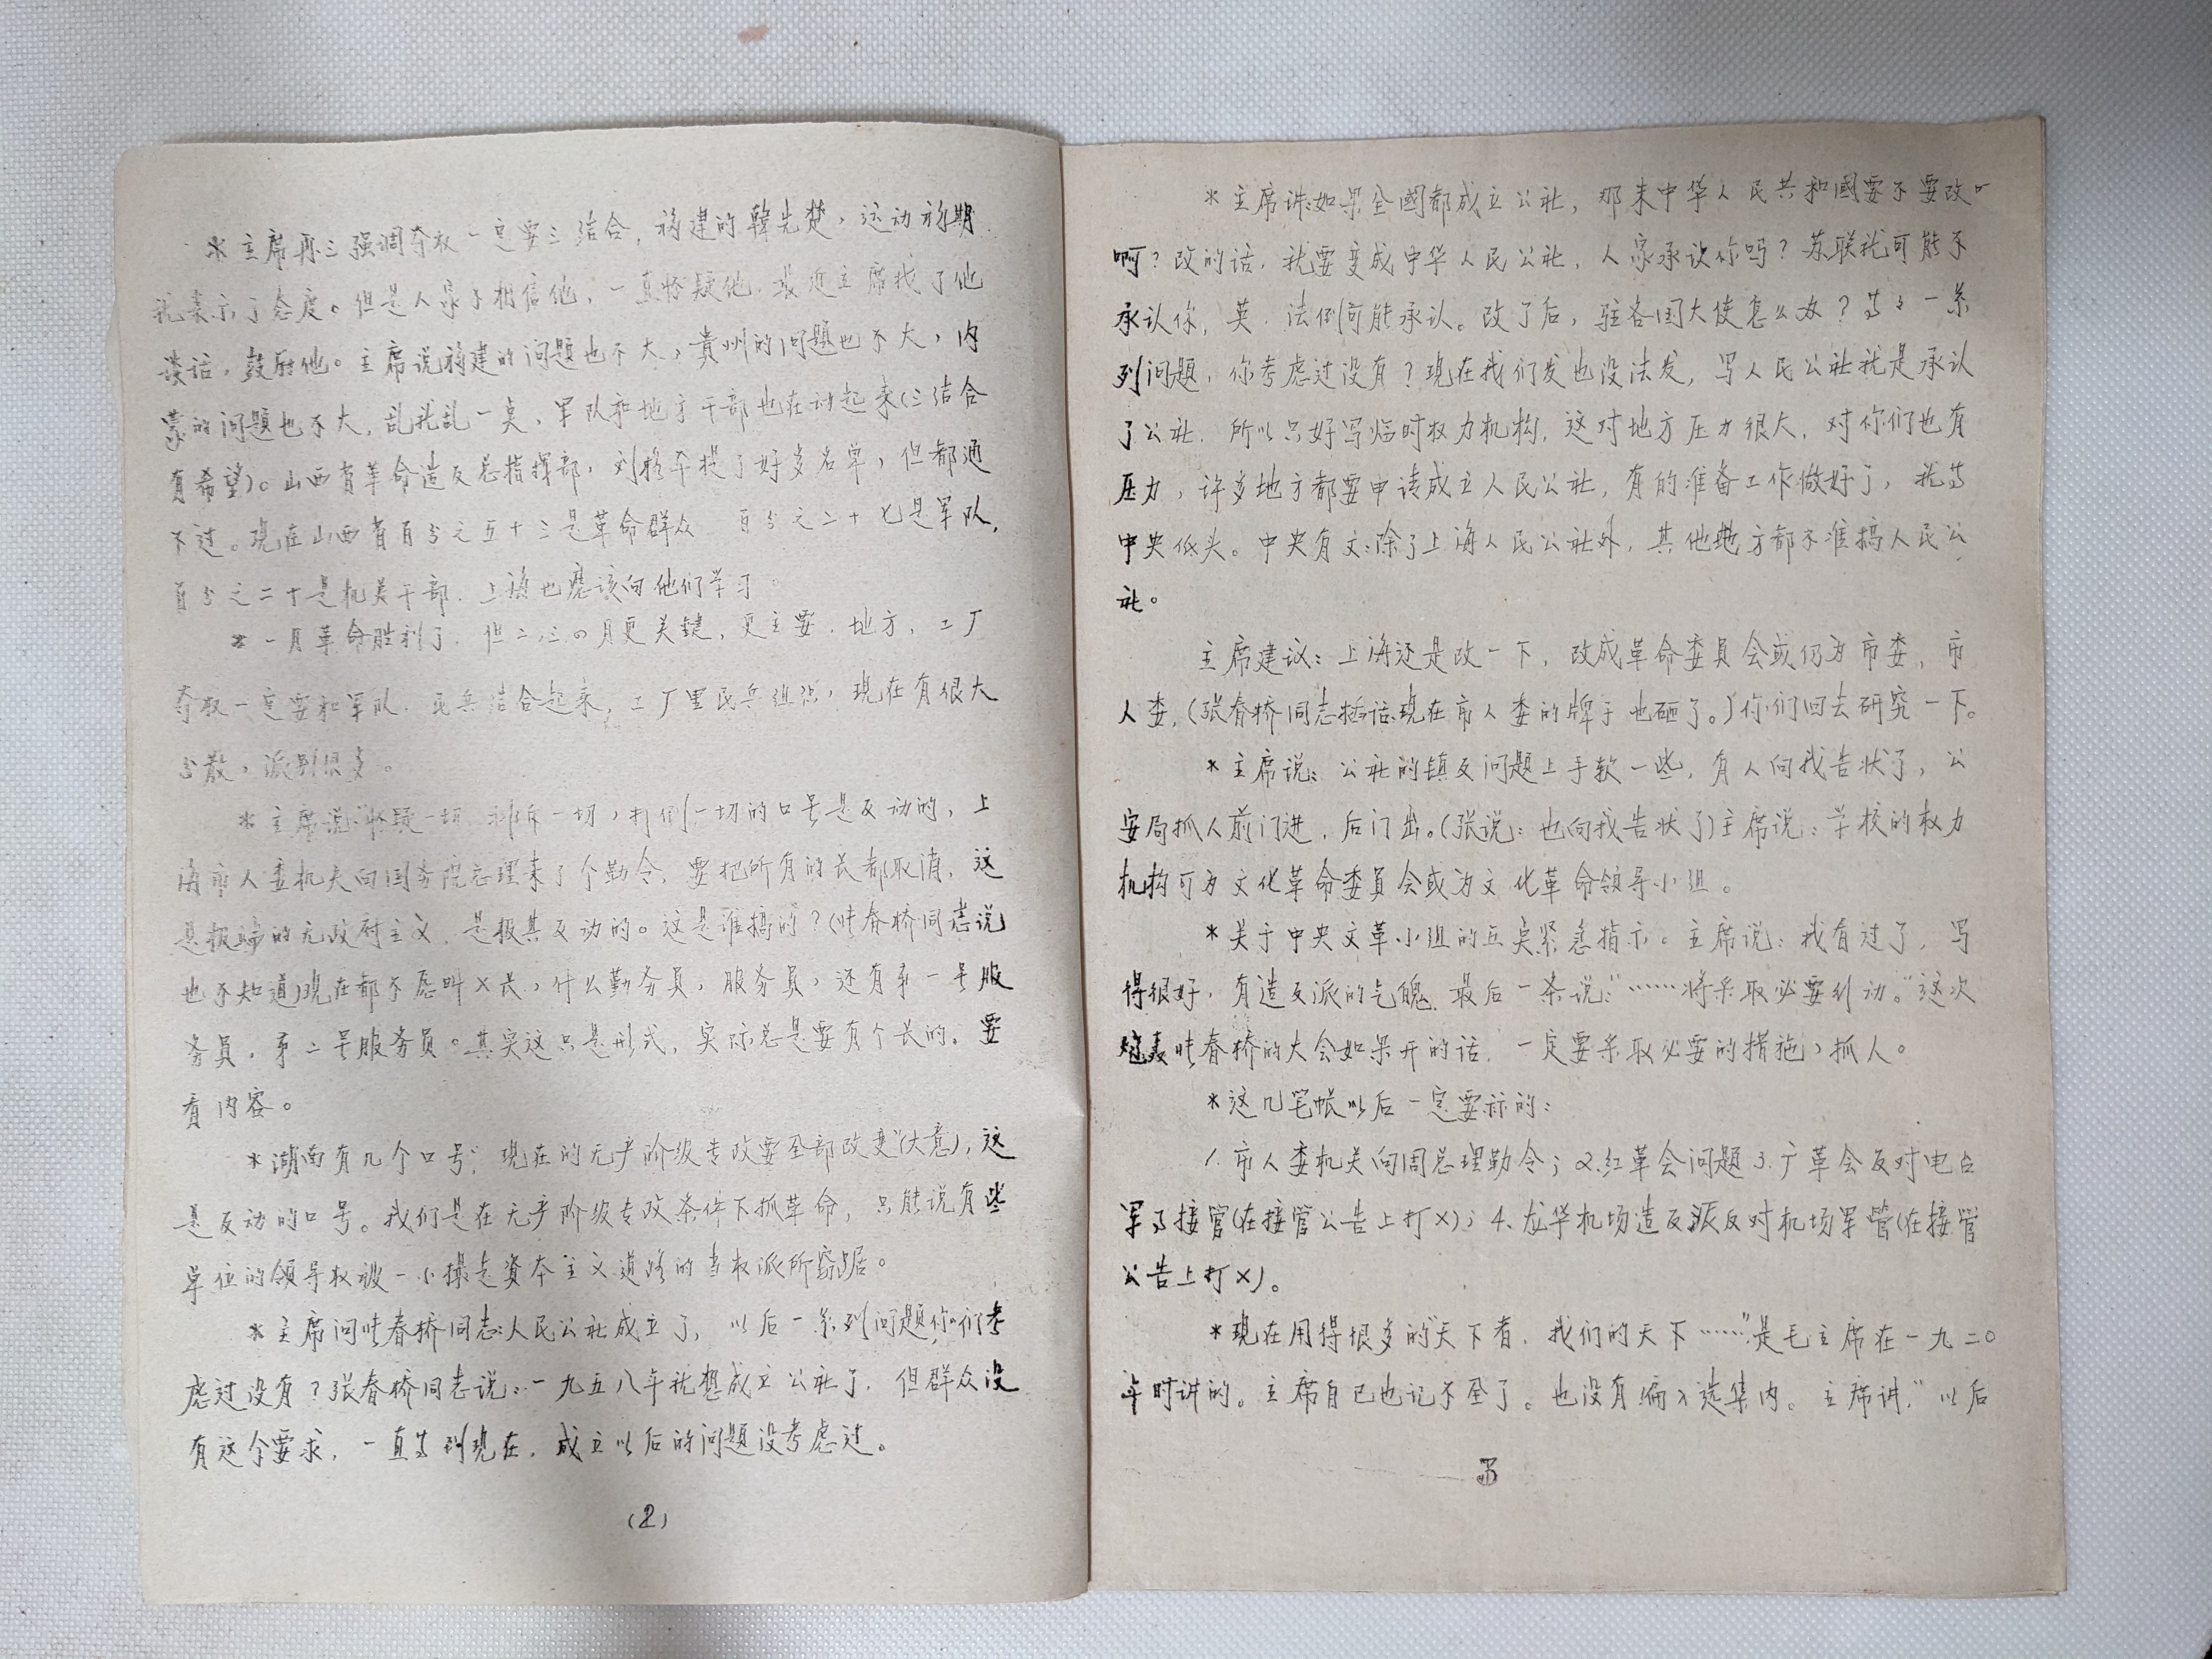 *主席再三强调夺权一定要三结合，福建的韓先楚，运动初期
就表示了态度。但是人家不相信他，一直怀疑他，最近主席找了他
谈话，鼓励他。主席说福建的问题也不大，貴州的问题也不大，内
蒙的问题也不大，乱就乱一点，军队和地方干部也在动起来(三结合
有希望)。山西有革命造反总指挥部，刘格平提了好多名单，但都通
不过。现在山西省百分之五十三是革命群众 百分之二十七是军队，
百分之二十是机关干部，上海也应该向他们学习。
*一月革命胜利了，但二、三、四月更关键，更主要，地方，工厂
夺取一定要和军队、民兵结合起来，工厂里民兵组织，现在有很大
分散，派别很多。
*主席说：怀疑一切 打倒一切的口号是反动的，上
海市人委机关向国务院总理来了个勒令，要把所有的长都取消，这
是极端的无政府主义，是极其反动的。这是谁搞的？(张春桥同志说
也不知道)现在都不愿叫×长，什么勤务员，服务员，还有第一号服
务员，第二号服务员。其实这只是形式，实际总是要有个长的。要
看内容。
*湖南有几个口号："现在的无产阶级专政要全部改变"(大意)，这
是反动的口号。我们是在无产阶级专政条件下抓革命，只能说有些
单位的领导权被一小撮走資本主义道路的当权派所窃踞。
*主席问张春桥同志：人民公社成立了，以后一系列问题你们考
虑过没有？张春桥同志说：一九五八年就想成立公社了，但群众没
有这个要求，一直等到现在，成立以后的问题没考虑过。
(2)
*主席讲：如果全國都成立公社，那末中华人民共和國要不要改
啊？改的话，就要变成中华人民公社，人家承认你吗？苏联就可能不
承认你，英、法倒可能承认。改了后，驻各国大使怎么办？等等一系
列问题，你考虑过没有？现在我们发也没法发，写人民公社就是承认
了公社，所以只好写临时权力机构，这对地方压力很大，对你们也有
压力，许多地方都要申请成立人民公社，有的准备工作做好了，就等
中央低头。中央有文：除了上海人民公社外，其他地方都不准搞人民公
社。
主席建议：上海还是改一下，改成革命委员会或仍为市委，市
人委，(张春桥同志插话：现在市人委的牌子也砸了。)你们回去研究一下。
*主席说：公社的镇反问题上手软一些，有人向我告状了，公
安局抓人前门进，后门出。(张说：也向我告状了)主席说：学校的权力
机构可为文化革命委員会或为文化革命领导小组。
*关于中央文革小组的五点紧急指示。主席说：我看过了，写
得很好，有造反派的气魄，最后一条说："……将采取必要行动。"这次
炮轰张春桥的大会如果开的话，一定要采取必要的措施，抓人。
*这几笔帐以后一定要标的：
1.市人委机关向周总理勒令；2.红革会问题3.广革会反对电台
军子接管(在接管公告上打×)；4、龙华机场造反派反对机场军管(在接管
公告上打×)。
*现在用得很多的"天下者，我们的天下……"是毛主席在一九二〇
年时讲的。主席自己也记不全了。也没有编入选集内。主席讲，"以后
3